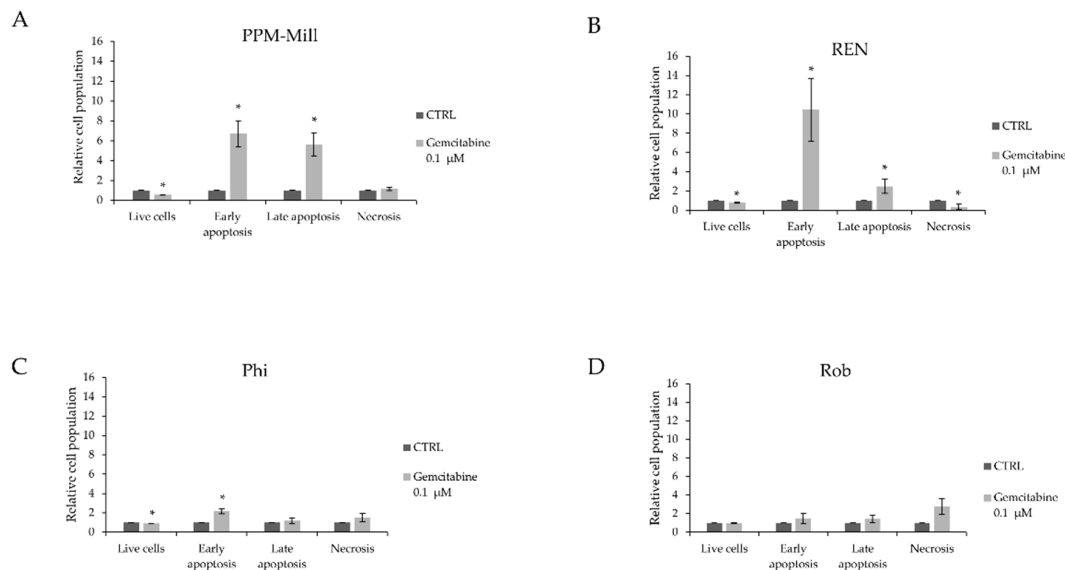 A
PPM-Mill
Relative cell population
16
14
12
10
8
6
4
2
0
*
*
*
Live cells
Early
apoptosis
Late apoptosis
Necrosis
CTRL
Gemcitabine
0.1 μM
B
REN
Relative cell population
16
14
12
10
8
6
4
2
0
*
*
*
*
Live cells
Early
apoptosis
Late apoptosis
Necrosis
CTRL
Gemcitabine
0.1 μM
C
Phi
Relative cell population
16
14
12
10
8
6
4
2
0
*
*
Live cells
Early
apoptosis
Late
apoptosis
Necrosis
CTRL
Gemcitabine
0.1 μM
D
Rob
Relative cell population
16
14
12
10
8
6
4
2
0
Live cells
Early
apoptosis
Late
apoptosis
Necrosis
CTRL
Gemcitabine
0.1 μM